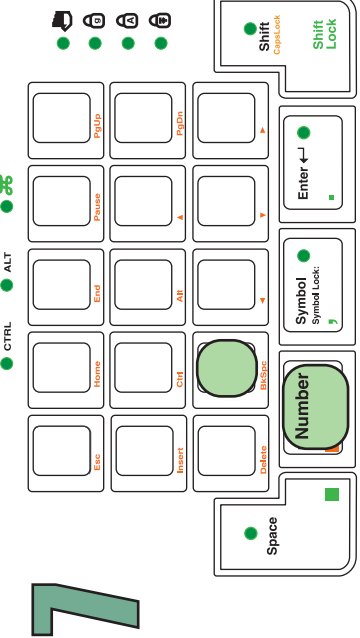 7
CTRL ALT ⌘
g
A
Esc Home End Pause PgUp
Insert Ctrl Alt PgDn
Delete BkSpc
Space
Number
Symbol
Symbol Lock:
,
Enter ↵
.
Shift
CapsLock
Shift
Lock